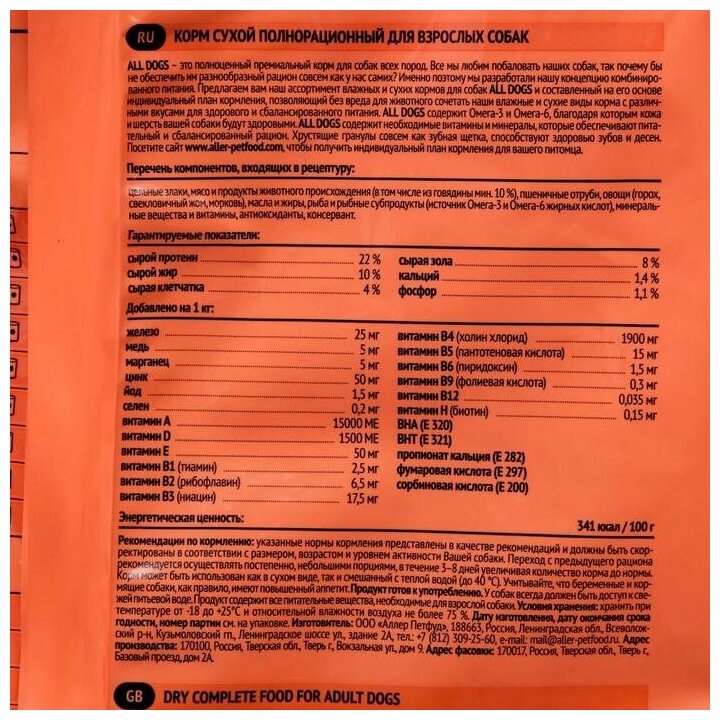 RU КОРМ СУХОЙ ПОЛНОРАЦИОННЫЙ ДЛЯ ВЗРОСЛЫХ СОБАК
ALL DOGS – это полноценный премиальный корм для собак всех пород. Все мы любим побаловать наших собак, так почему бы
не обеспечить им разнообразный рацион совсем как у нас самих? Именно поэтому мы разработали нашу концепцию комбиниро-
ванного питания. Предлагаем вам наш ассортимент влажных и сухих кормов для собак ALL DOGS и составленный на его основе
индивидуальный план кормления, позволяющий без вреда для животного сочетать наши влажные и сухие виды корма с различ-
ными вкусами для здорового и сбалансированного питания. ALL DOGS содержит Омега-3 и Омега-6, благодаря которым кожа
и шерсть вашей собаки будут здоровыми. ALL DOGS содержит необходимые витамины и минералы, которые обеспечивают пита-
тельный и сбалансированный рацион. Хрустящие гранулы совсем как зубная щетка, способствуют здоровью зубов и десен.
Посетите сайт www.aller-petfood.com, чтобы получить индивидуальный план кормления для вашего питомца.
Перечень компонентов, входящих в рецептуру:
цельные злаки, мясо и продукты животного происхождения (в том числе из говядины мин. 10%), пшеничные отруби, овощи (горох,
свекловичный жом, морковь), масла и жиры, рыба и рыбные субпродукты (источник Омега-3 и Омега-6 жирных кислот), минераль-
ные вещества и витамины, антиоксиданты, консервант.
Гарантируемые показатели:
сырой протеин 22 %
сырой жир 10 %
сырая клетчатка 4 %
сырая зола 8 %
кальций 1,4 %
фосфор 1,1 %
Добавлено на 1 кг:
железо 25 мг
медь 5 мг
марганец 5 мг
цинк 50 мг
йод 1,5 мг
селен 0,2 мг
витамин А 15000 МЕ
витамин D 1500 МЕ
витамин Е 50 мг
витамин В1 (тиамин) 2,5 мг
витамин В2 (рибофлавин) 6,5 мг
витамин В3 (ниацин) 17,5 мг
витамин В4 (холин хлорид) 1900 мг
витамин В5 (пантотеновая кислота) 15 мг
витамин В6 (пиридоксин) 1,5 мг
витамин В9 (фолиевая кислота) 0,3 мг
витамин В12 0,035 мг
витамин Н (биотин) 0,15 мг
ВНА (Е 320)
ВНТ (Е 321)
пропионат кальция (Е 282)
фумаровая кислота (Е 297)
сорбиновая кислота (Е 200)
Энергетическая ценность: 341 ккал / 100 г
Рекомендации по кормлению: указанные нормы кормления представлены в качестве рекомендаций и должны быть скор-
ректированы в соответствии с размером, возрастом и уровнем активности Вашей собаки. Переход с предыдущего рациона
рекомендуется осуществлять постепенно, небольшими порциями, в течение 3–8 дней увеличивая количество корма до нормы.
Корм может быть использован как в сухом виде, так и смешанный с теплой водой (до 40 °С). Учитывайте, что беременные и кор-
мящие собаки, как правило, имеют повышенный аппетит. Продукт готов к употреблению. У собак всегда должен быть доступ к све-
жей питьевой воде. Продукт содержит все питательные вещества, необходимые для взрослой собаки. Условия хранения: хранить при
температуре от -18 до +25°С и относительной влажности воздуха не более 75 %. Дата изготовления, дата окончания срока
годности, номер партии см. на упаковке. Изготовитель: ООО «Аллер Петфуд», 188663, Россия, Ленинградская обл., Всеволож-
ский р-н, Кузьмоловский гп., Ленинградское шоссе ул., здание 2А, тел.: +7 (812) 309-25-60, e-mail: mail@aller-petfood.ru. Адрес
производства: 170100, Россия, Тверская обл., Тверь г., Вокзальная ул., дом 9. Адрес фасовки: 170017, Россия, Тверская обл., Тверь г.,
Базовый проезд, дом 2А.
GB DRY COMPLETE FOOD FOR ADULT DOGS